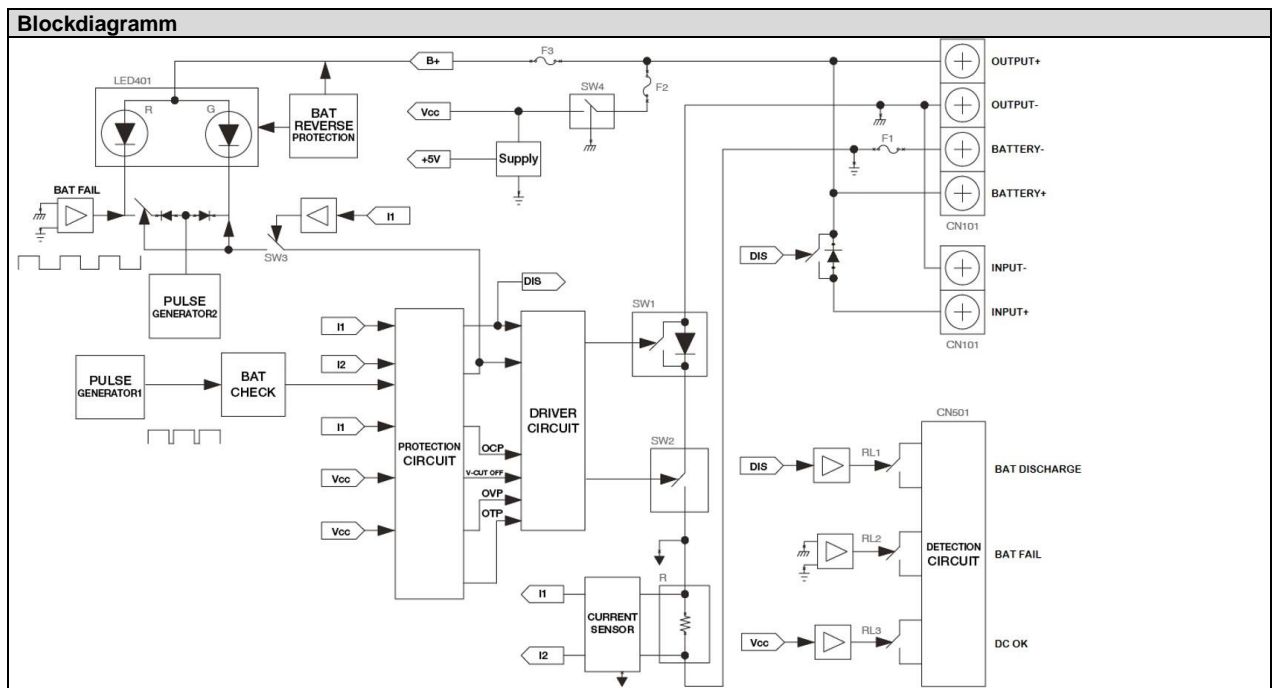 Blockdiagramm
LED401
R
G
BAT
REVERSE
PROTECTION
B+
F3
F2
SW4
Vcc
+5V
Supply
OUTPUT+
OUTPUT-
F1
BATTERY-
BATTERY+
CN101
DIS
INPUT-
INPUT+
CN101
BAT FAIL
I1
SW3
PULSE
GENERATOR2
DIS
I1
I2
PULSE
GENERATOR1
BAT
CHECK
I1
Vcc
Vcc
PROTECTION
CIRCUIT
OCP
V-CUT OFF
OVP
OTP
DRIVER
CIRCUIT
SW1
SW2
I1
I2
CURRENT
SENSOR
R
CN501
DIS
RL1
BAT DISCHARGE
RL2
BAT FAIL
DETECTION
CIRCUIT
Vcc
RL3
DC OK